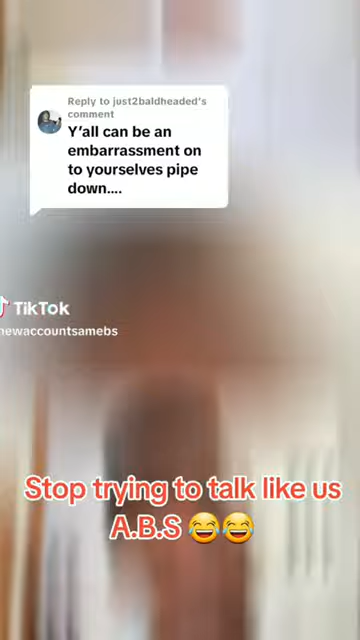 Reply to just2baldheaded's
comment
Y'all can be an
embarrassment on
to yourselves pipe
down....
TikTok
newaccountsamebs
Stop trying to talk like us
A.B.S 😂😂